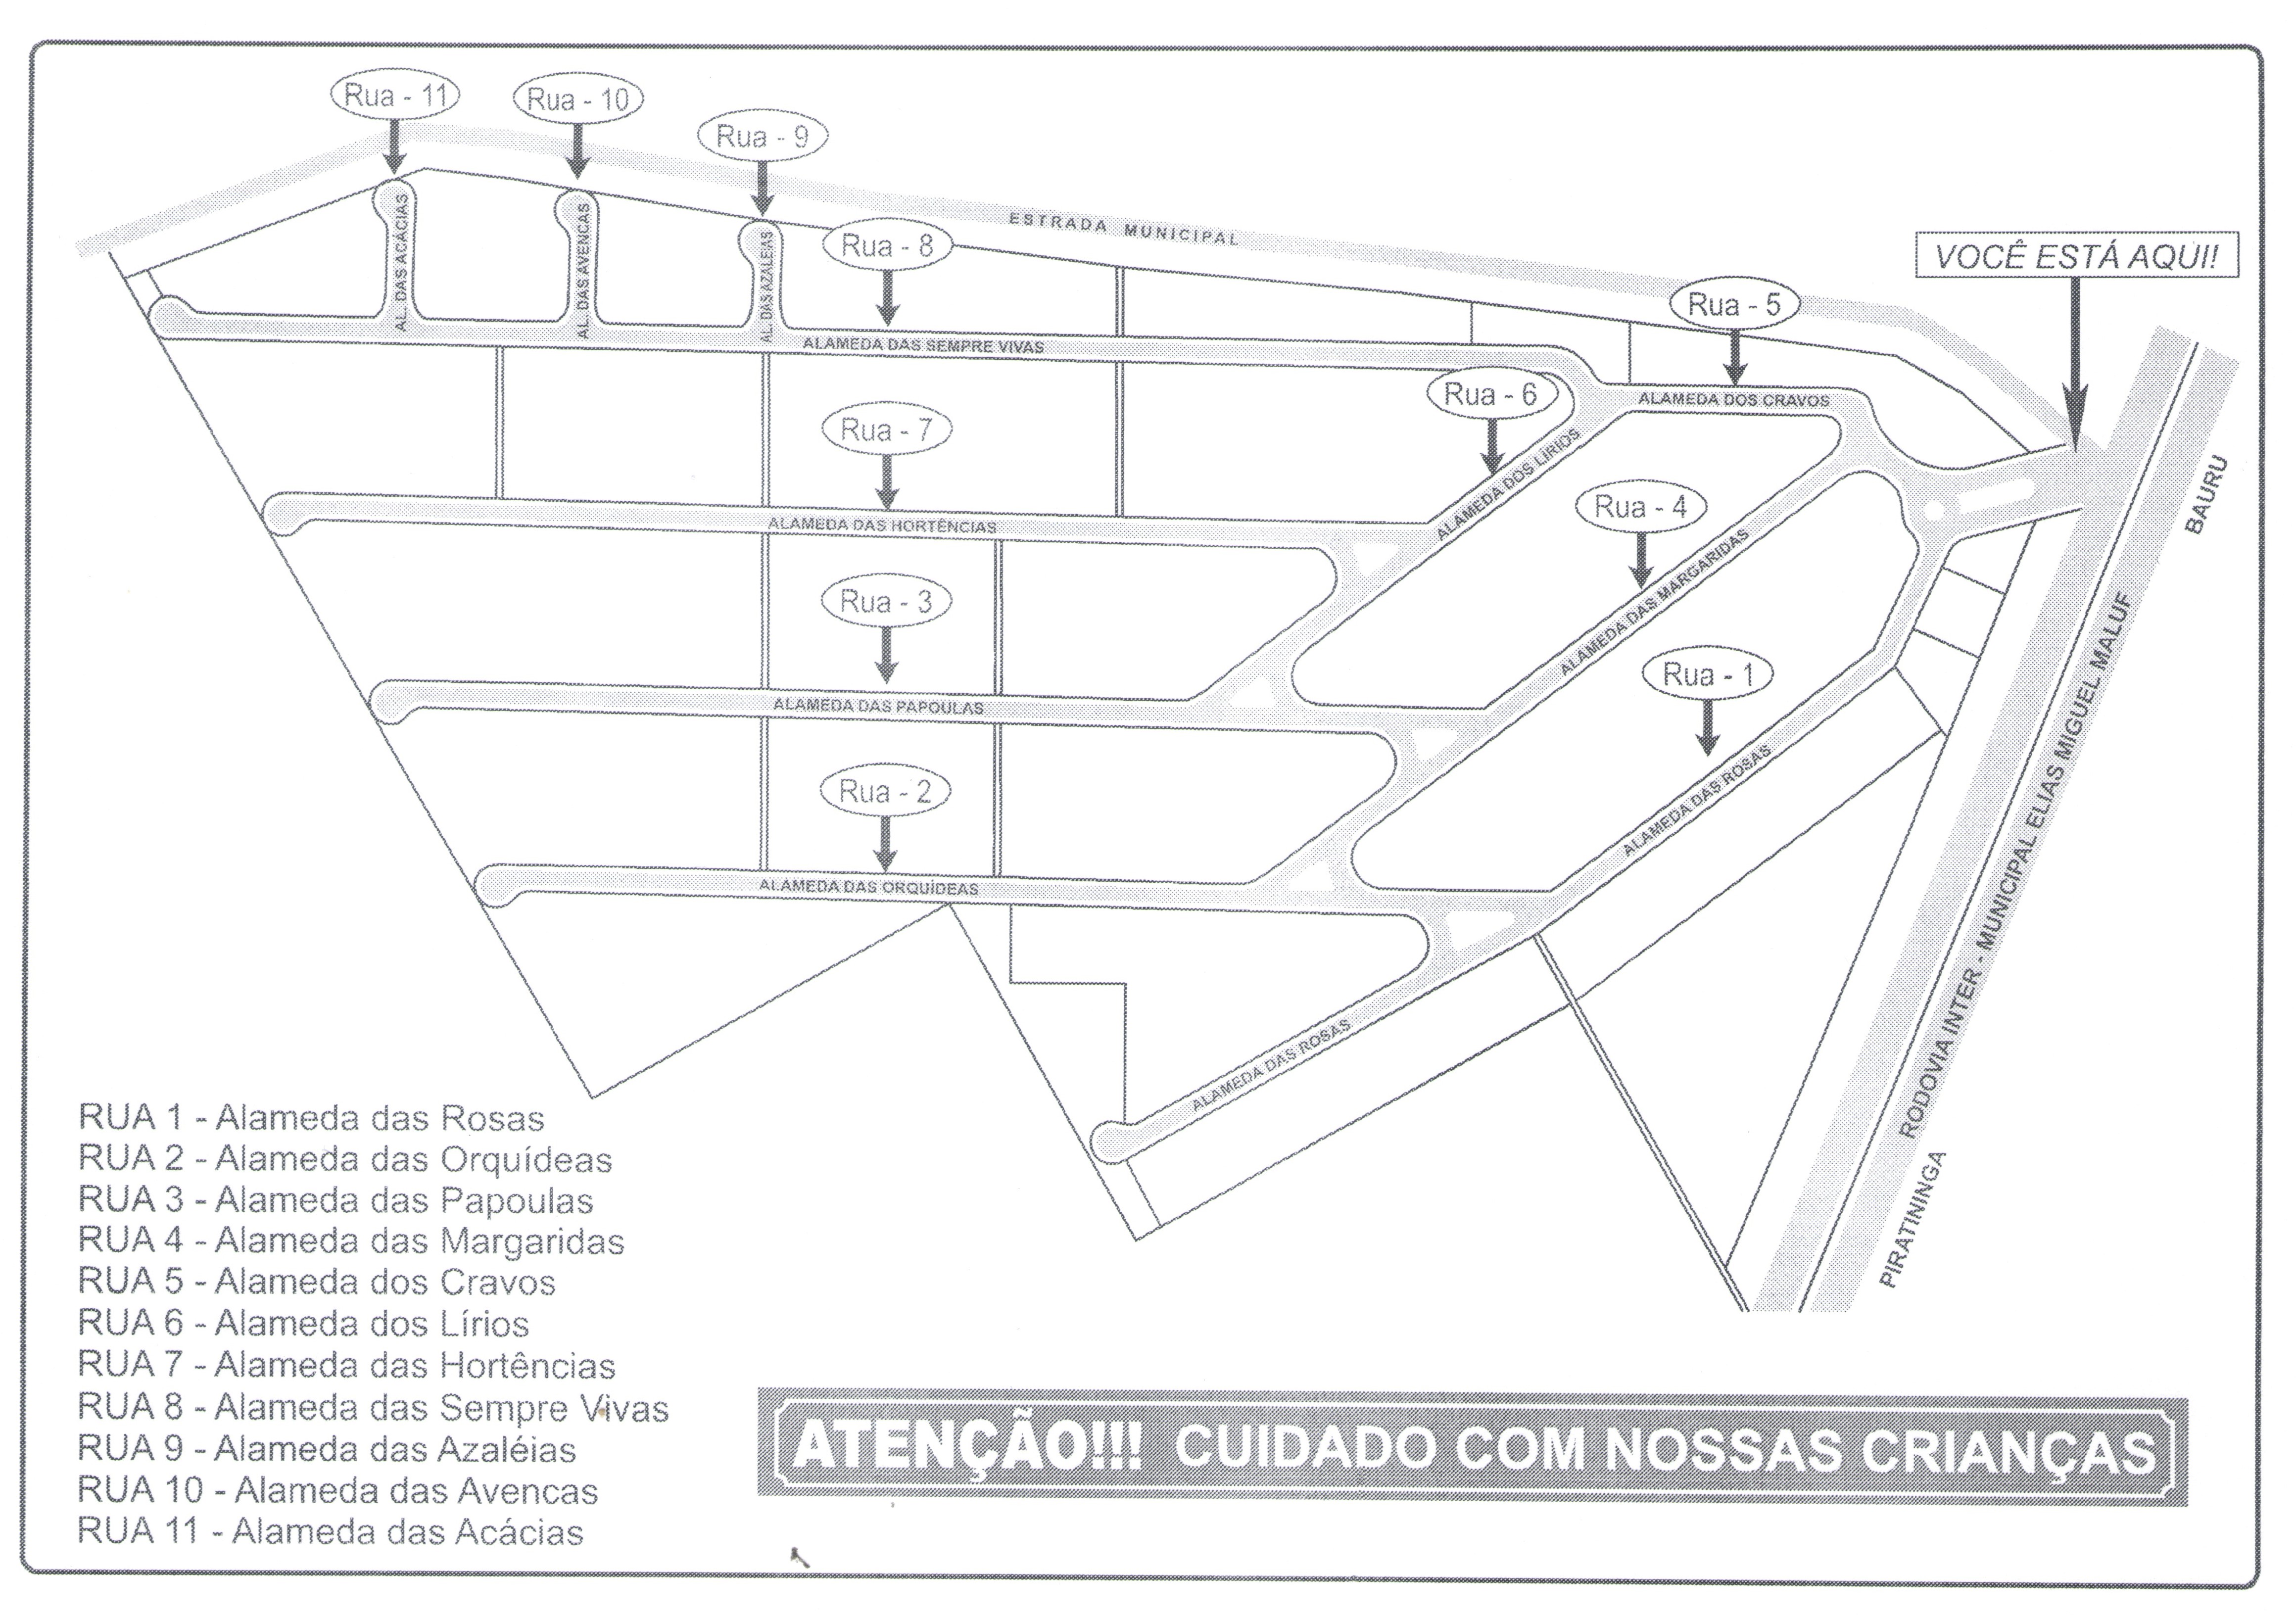 Rua - 11
Rua - 10
Rua - 9
Rua - 8
ESTRADA MUNICIPAL
VOCÊ ESTÁ AQUI!
Rua - 5
AL. DAS ACÁCIAS
AL. DAS AVENCAS
AL. DAS AZALEIAS
ALAMEDA DAS SEMPRE VIVAS
Rua - 6
ALAMEDA DOS CRAVOS
Rua - 7
ALAMEDA DOS LÍRIOS
BAURU
Rua - 4
ALAMEDA DAS HORTÊNCIAS
ALAMEDA DAS MARGARIDAS
Rua - 3
Rua - 1
ALAMEDA DAS PAPOULAS
RODOVIA INTER - MUNICIPAL ELIAS MIGUEL MALUF
Rua - 2
ALAMEDA DAS ROSAS
ALAMEDA DAS ORQUÍDEAS
ALAMEDA DAS ROSAS
PIRATININGA
RUA 1 - Alameda das Rosas
RUA 2 - Alameda das Orquídeas
RUA 3 - Alameda das Papoulas
RUA 4 - Alameda das Margaridas
RUA 5 - Alameda dos Cravos
RUA 6 - Alameda dos Lírios
RUA 7 - Alameda das Hortências
RUA 8 - Alameda das Sempre Vivas
RUA 9 - Alameda das Azaléias
RUA 10 - Alameda das Avencas
RUA 11 - Alameda das Acácias
ATENÇÃO!!! CUIDADO COM NOSSAS CRIANÇAS